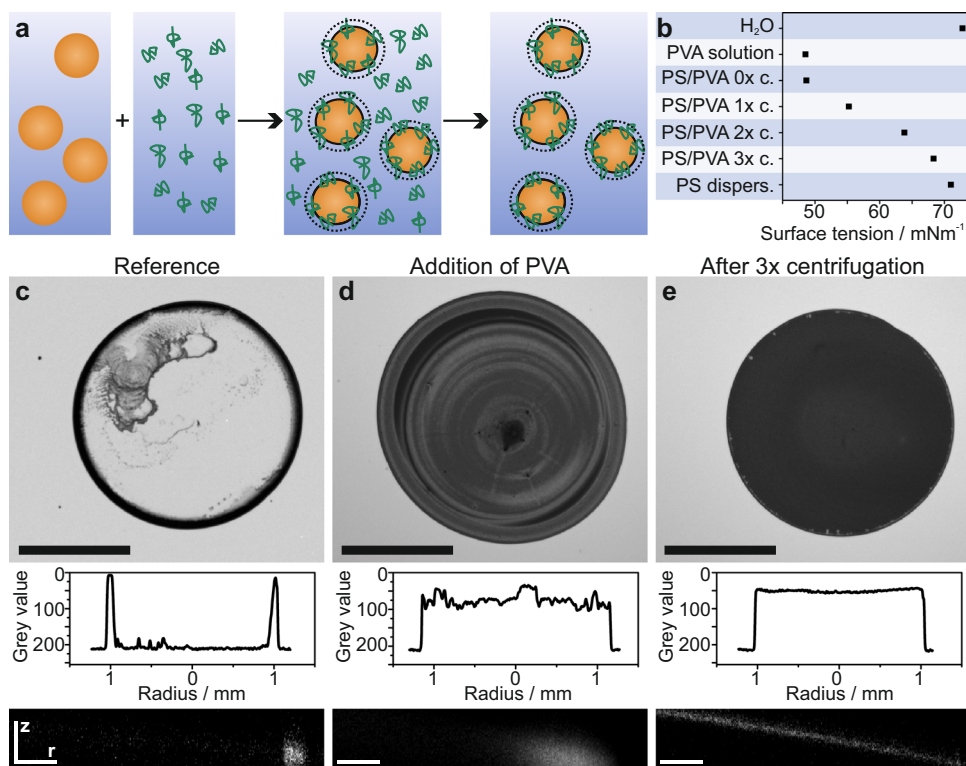 a
+
b
H₂O
PVA solution
PS/PVA 0x c.
PS/PVA 1x c.
PS/PVA 2x c.
PS/PVA 3x c.
PS dispers.
50 60 70
Surface tension / mNm⁻¹
Reference
Addition of PVA
After 3x centrifugation
c
d
e
0
100
200
Grey value
1 0 1
Radius / mm
0
100
200
Grey value
1 0 1
Radius / mm
0
100
200
Grey value
1 0 1
Radius / mm
z
r